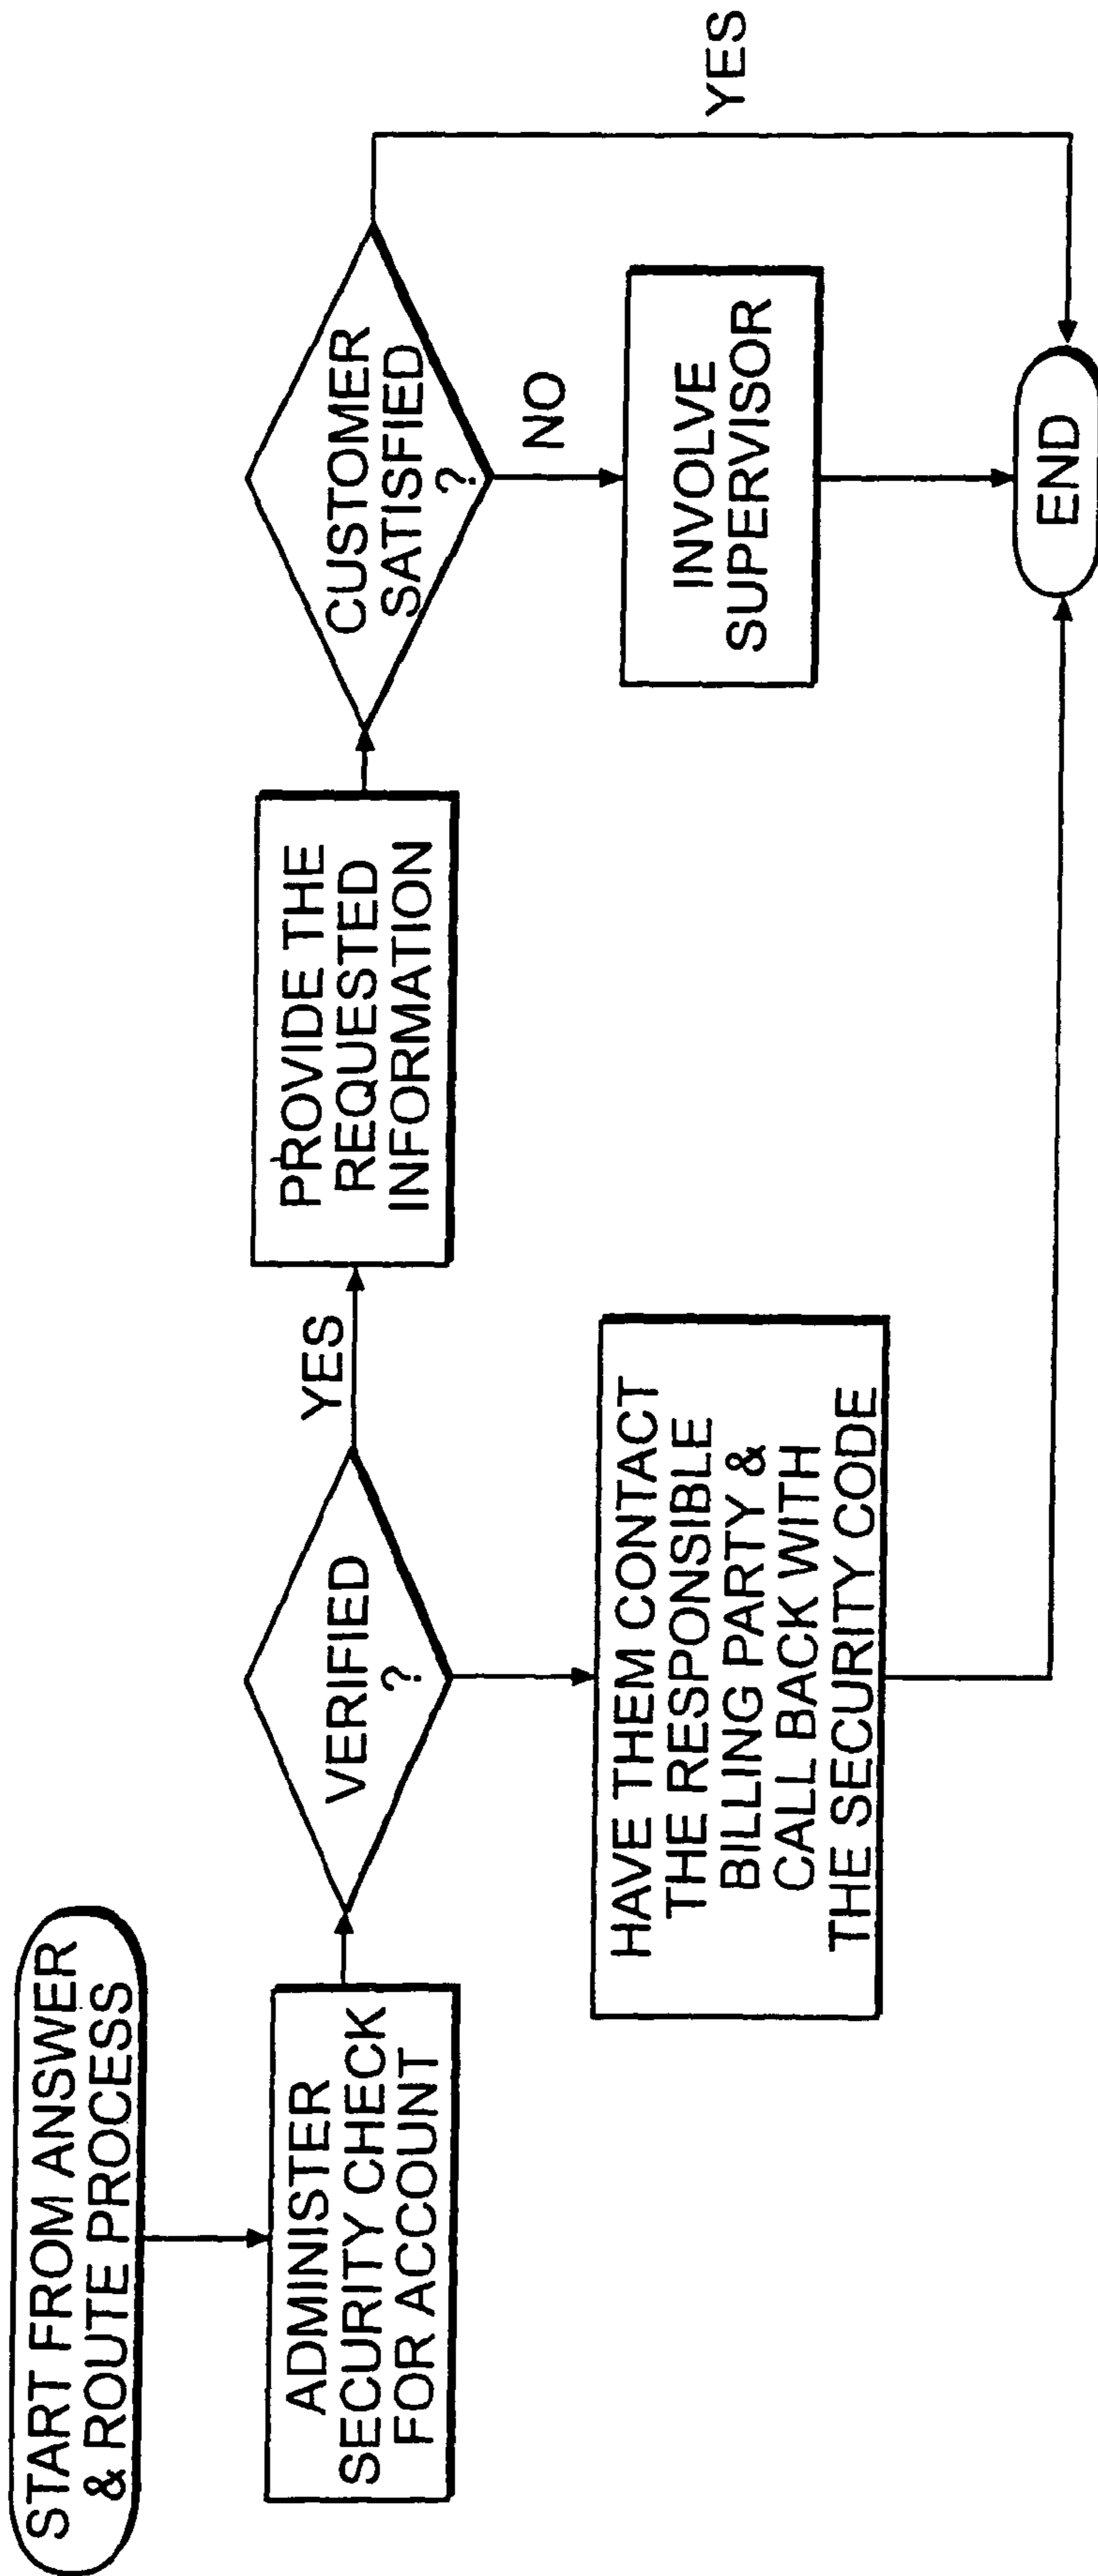 START FROM ANSWER
& ROUTE PROCESS
ADMINISTER
SECURITY CHECK
FOR ACCOUNT
VERIFIED
?
YES
HAVE THEM CONTACT
THE RESPONSIBLE
BILLING PARTY &
CALL BACK WITH
THE SECURITY CODE
PROVIDE THE
REQUESTED
INFORMATION
CUSTOMER
SATISFIED
?
NO
YES
INVOLVE
SUPERVISOR
END